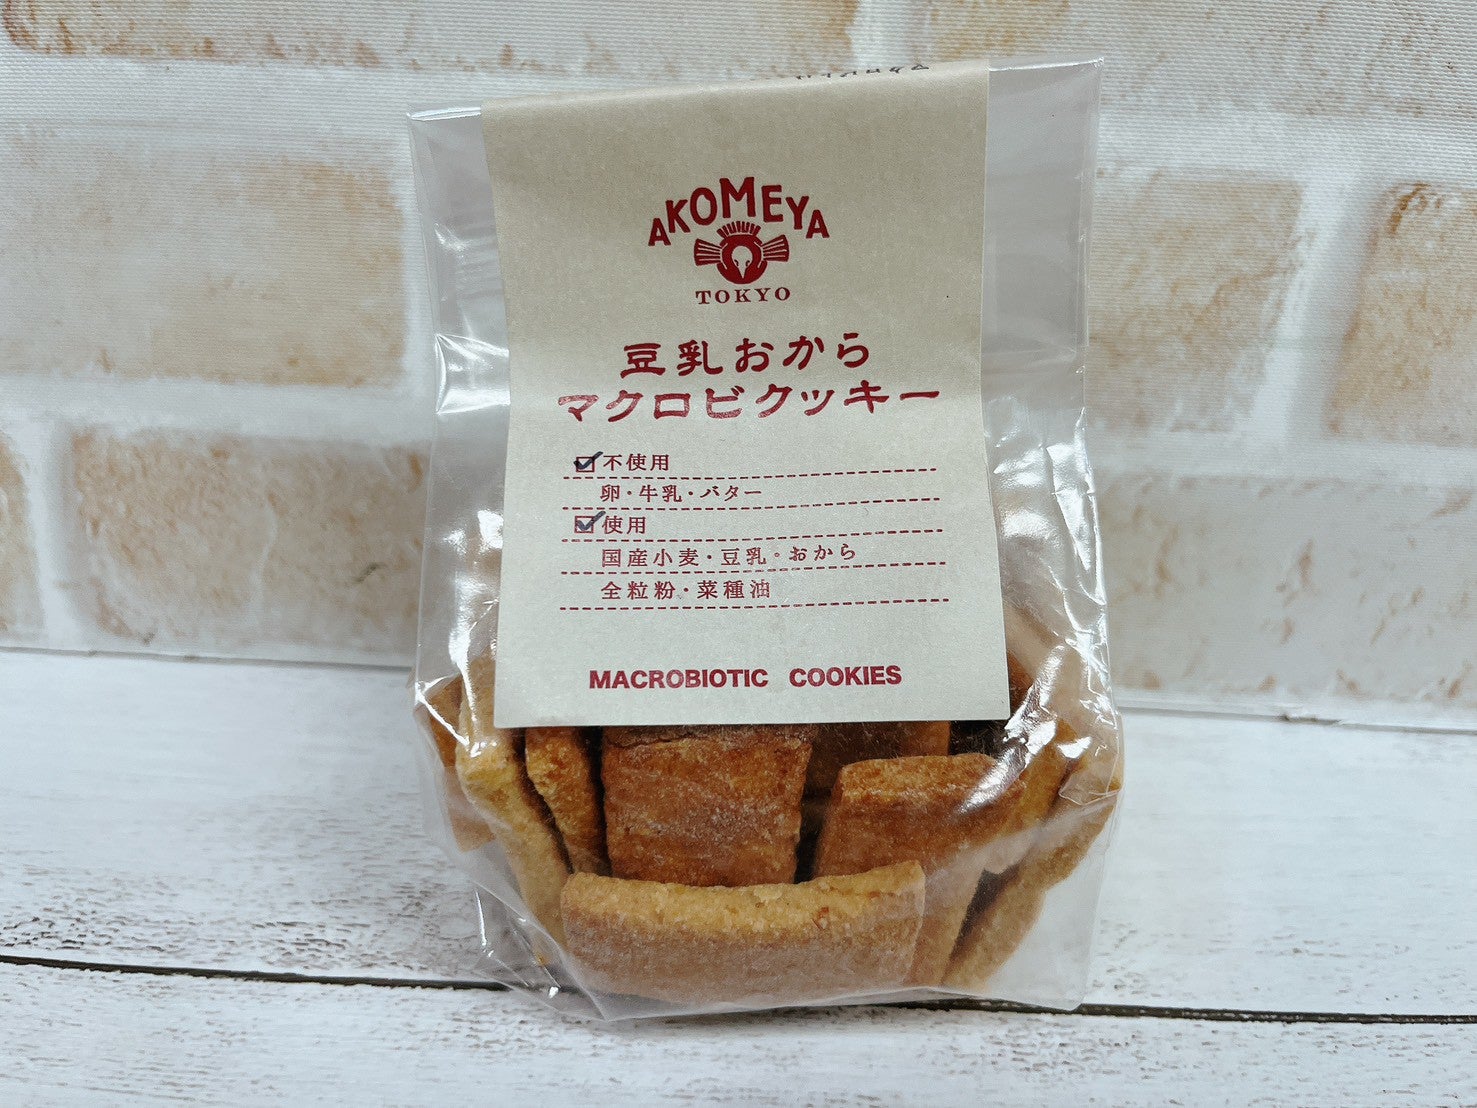 AKOMEYA
TOKYO
豆乳おから
マクロビクッキー
不使用
卵・牛乳・バター
使用
国産小麦・豆乳・おから
全粒粉・菜種油
MACROBIOTIC COOKIES